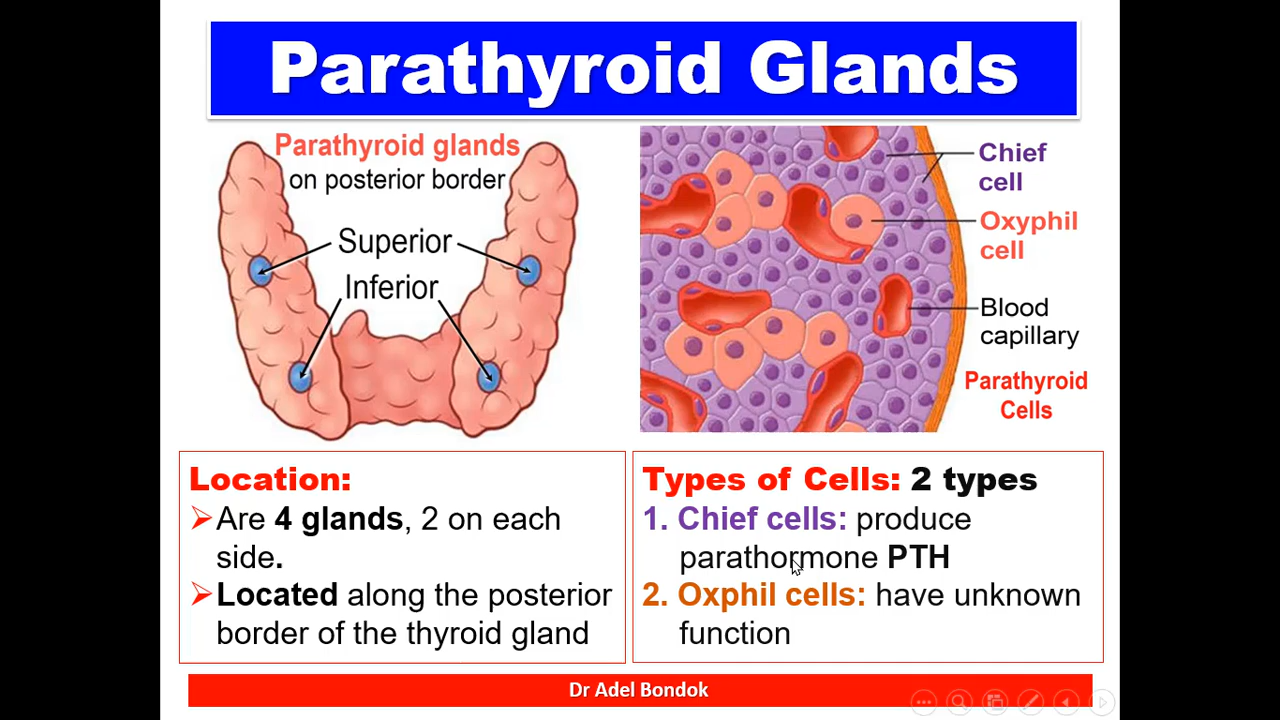 Parathyroid Glands
Parathyroid glands
on posterior border
Superior
Inferior
Chief
cell
Oxyphil
cell
Blood
capillary
Parathyroid
Cells
Location:
Are 4 glands, 2 on each
side.
Located along the posterior
border of the thyroid gland
Types of Cells: 2 types
1. Chief cells: produce
parathormone PTH
2. Oxphil cells: have unknown
function
Dr Adel Bondok